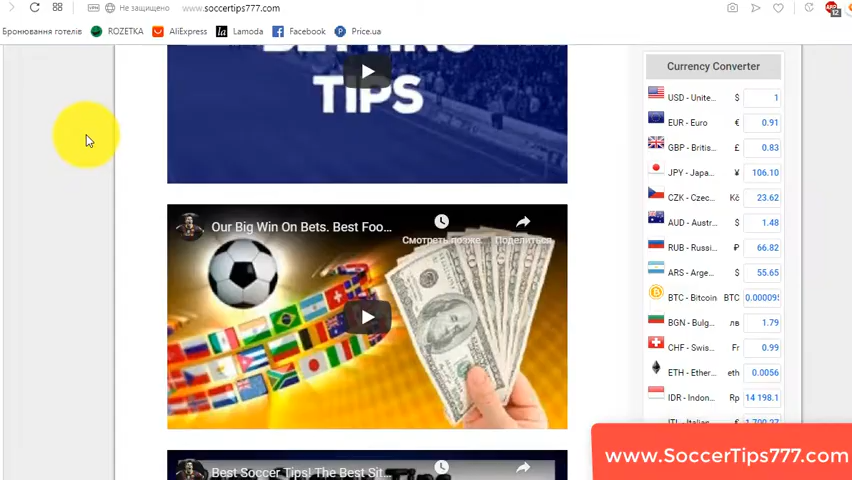 Не защищено www.soccertips777.com
12
Бронювання готелів ROZETKA AliExpress la Lamoda Facebook P Price.ua
BETTING
TIPS
Our Big Win On Bets. Best Foo...
Смотреть позже
Поделиться
Best Soccer Tips! The Best Sit...
Currency Converter
USD - Unite... $ 1
EUR - Euro € 0.91
GBP - Britis... £ 0.83
JPY - Japa... ¥ 106.10
CZK - Czec... Kč 23.62
AUD - Austr... $ 1.48
RUB - Russi... ₽ 66.82
ARS - Arge... $ 55.65
BTC - Bitcoin BTC
BGN - Bulg... лв 1.79
CHF - Swis... Fr 0.99
ETH - Ether... eth 0.0056
IDR - Indon... Rp 14 198.1
www.SoccerTips777.com